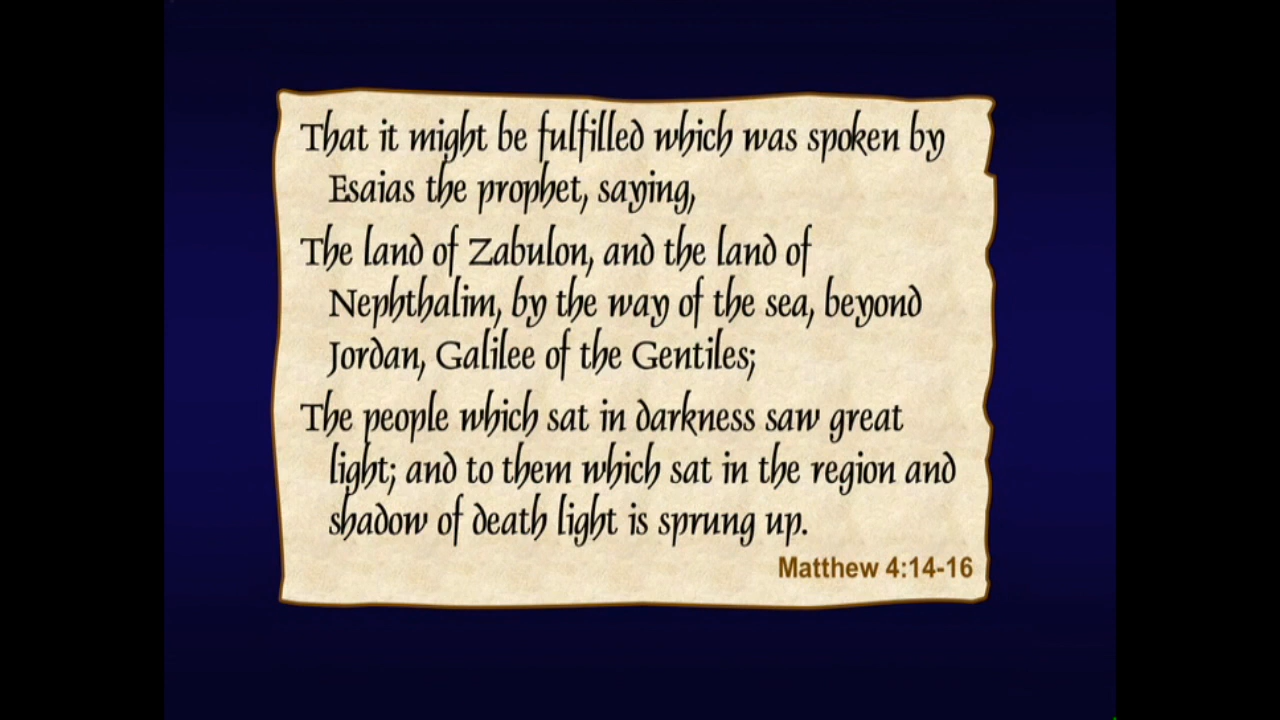 That it might be fulfilled which was spoken by
Esaias the prophet, saying,
The land of Zabulon, and the land of
Nephthalim, by the way of the sea, beyond
Jordan, Galilee of the Gentiles;
The people which sat in darkness saw great
light; and to them which sat in the region and
shadow of death light is sprung up.
Matthew 4:14-16